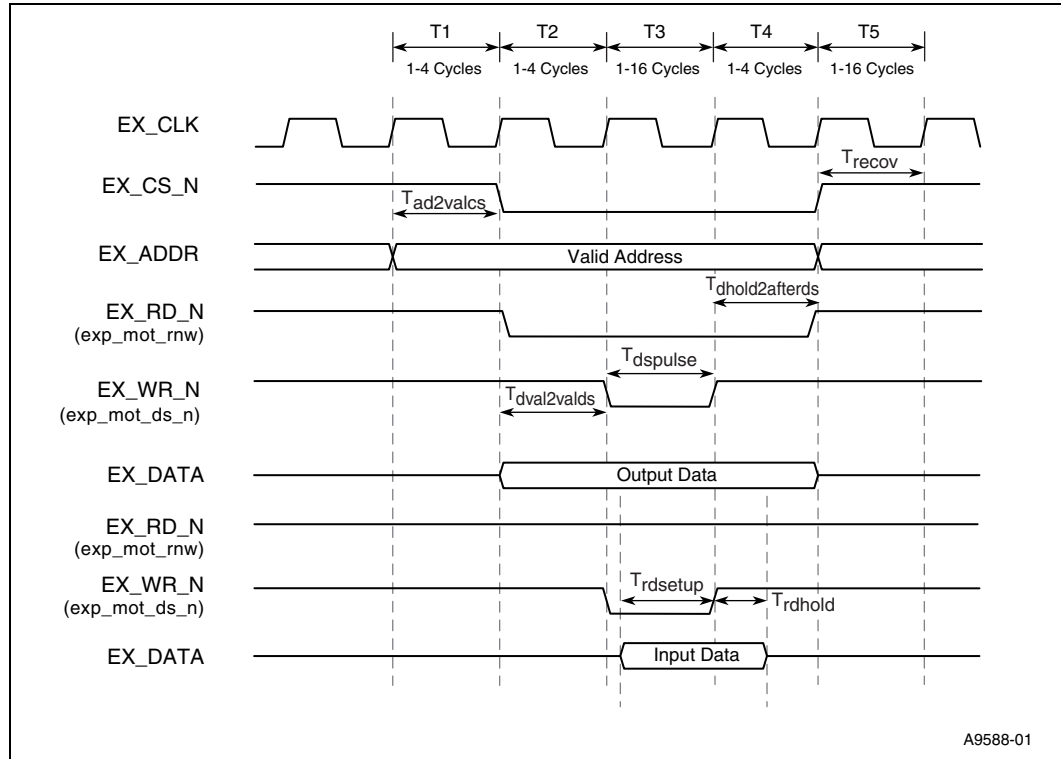 T1 T2 T3 T4 T5
1-4 Cycles 1-4 Cycles 1-16 Cycles 1-4 Cycles 1-16 Cycles
EX_CLK
Trecov
EX_CS_N
Tad2valcs
EX_ADDR
Valid Address
Tdhold2afterds
EX_RD_N
(exp_mot_rnw)
Tdspulse
EX_WR_N
(exp_mot_ds_n)
Tdval2valds
EX_DATA
Output Data
EX_RD_N
(exp_mot_rnw)
EX_WR_N
(exp_mot_ds_n)
Trdsetup
Trdhold
EX_DATA
Input Data
A9588-01